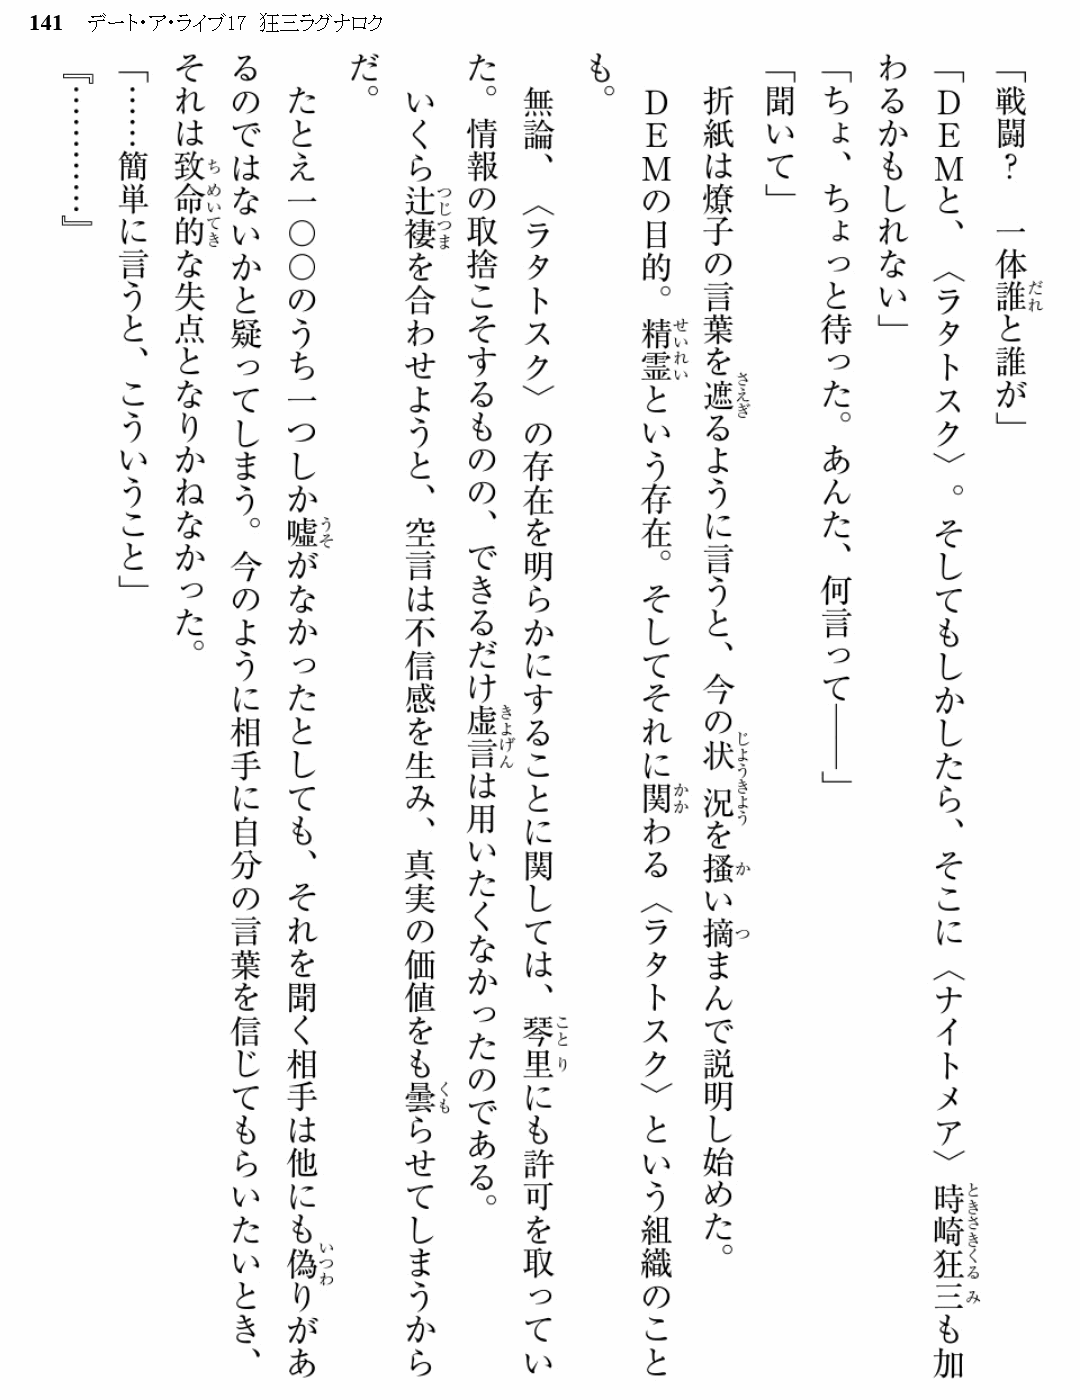 141 デート・ア・ライブ17 狂三ラグナロク
「戦闘？　一体誰と誰が」
「ＤＥＭと、〈ラタトスク〉。そしてもしかしたら、そこに〈ナイトメア〉時崎狂三も加
わるかもしれない」
「ちょ、ちょっと待った。あんた、何言って――」
「聞いて」
　折紙は燎子の言葉を遮るように言うと、今の状況を掻い摘まんで説明し始めた。
　ＤＥＭの目的。精霊という存在。そしてそれに関わる〈ラタトスク〉という組織のこと
も。
　無論、〈ラタトスク〉の存在を明らかにすることに関しては、琴里にも許可を取ってい
た。情報の取捨こそするものの、できるだけ虚言は用いたくなかったのである。
　いくら辻褄を合わせようと、空言は不信感を生み、真実の価値をも曇らせてしまうから
だ。
　たとえ一〇〇のうち一つしか嘘がなかったとしても、それを聞く相手は他にも偽りがあ
るのではないかと疑ってしまう。今のように相手に自分の言葉を信じてもらいたいとき、
それは致命的な失点となりかねなかった。
「……簡単に言うと、こういうこと」
『…………』